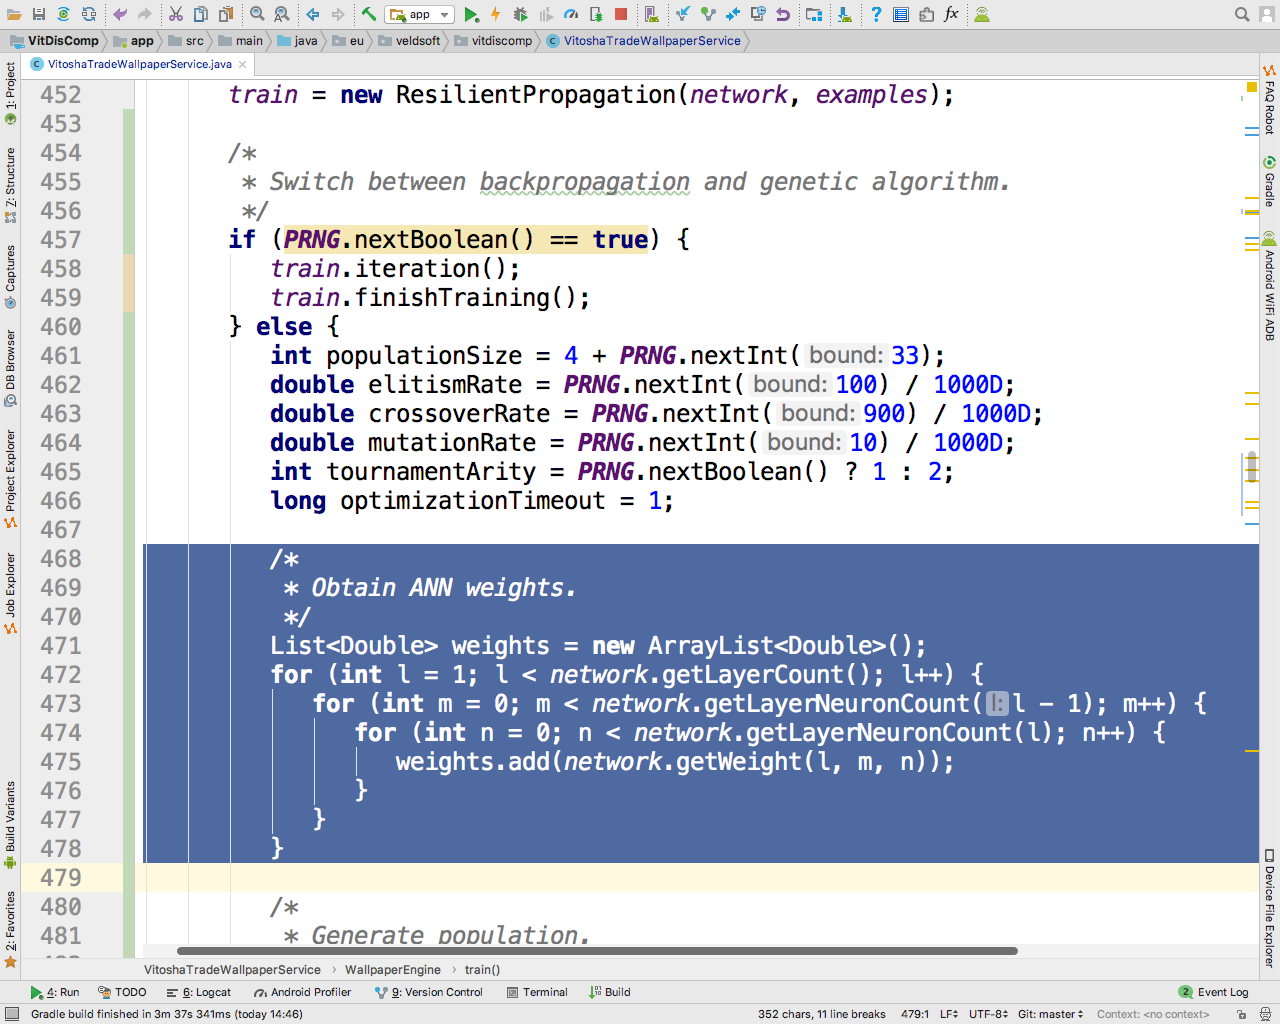 app
VitDisComp app src main java eu veldsoft vitdiscomp VitoshaTradeWallpaperService
VitoshaTradeWallpaperService.java
452 train = new ResilientPropagation(network, examples);
453
454 /*
455 * Switch between backpropagation and genetic algorithm.
456 */
457 if (PRNG.nextBoolean() == true) {
458 train.iteration();
459 train.finishTraining();
460 } else {
461 int populationSize = 4 + PRNG.nextInt( bound: 33);
462 double elitismRate = PRNG.nextInt( bound: 100) / 1000D;
463 double crossoverRate = PRNG.nextInt( bound: 900) / 1000D;
464 double mutationRate = PRNG.nextInt( bound: 10) / 1000D;
465 int tournamentArity = PRNG.nextBoolean() ? 1 : 2;
466 long optimizationTimeout = 1;
467
468 /*
469 * Obtain ANN weights.
470 */
471 List<Double> weights = new ArrayList<Double>();
472 for (int l = 1; l < network.getLayerCount(); l++) {
473 for (int m = 0; m < network.getLayerNeuronCount( l: l - 1); m++) {
474 for (int n = 0; n < network.getLayerNeuronCount(l); n++) {
475 weights.add(network.getWeight(l, m, n));
476 }
477 }
478 }
479
480 /*
481 * Generate population.
1: Project
Z: Structure
Captures
DB Browser
Project Explorer
Job Explorer
Build Variants
2: Favorites
FAQ Robot
Gradle
Android WiFi ADB
Device File Explorer
VitoshaTradeWallpaperService › WallpaperEngine › train()
4: Run TODO 6: Logcat Android Profiler 9: Version Control Terminal Build 2 Event Log
Gradle build finished in 3m 37s 341ms (today 14:46) 352 chars, 11 line breaks 479:1 LF UTF-8 Git: master Context: <no context>